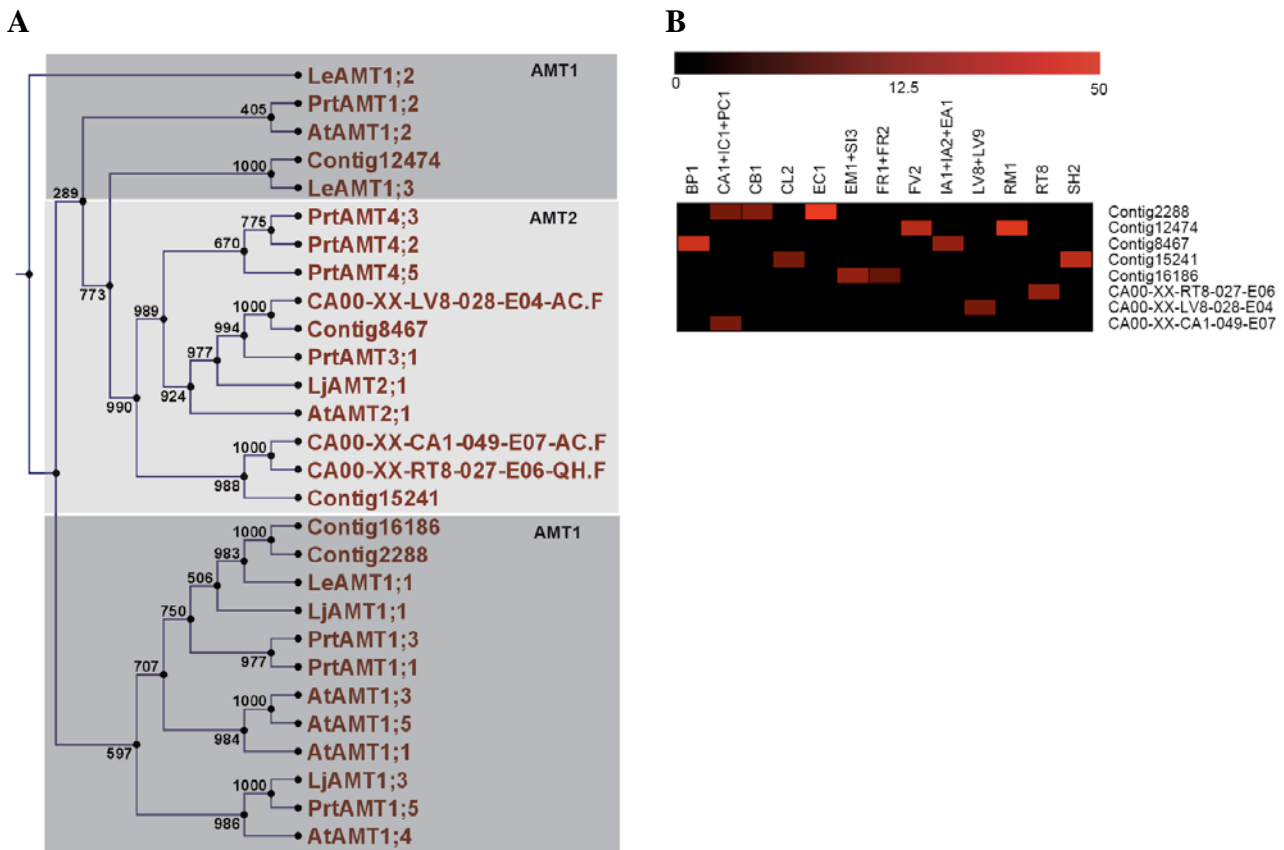 A
AMT1
LeAMT1;2
PrtAMT1;2
405
AtAMT1;2
Contig12474
1000
LeAMT1;3
289
AMT2
PrtAMT4;3
775
PrtAMT4;2
670
PrtAMT4;5
773
CA00-XX-LV8-028-E04-AC.F
1000
989
Contig8467
994
PrtAMT3;1
977
LjAMT2;1
924
990
AtAMT2;1
CA00-XX-CA1-049-E07-AC.F
1000
CA00-XX-RT8-027-E06-QH.F
988
Contig15241
AMT1
Contig16186
1000
Contig2288
983
LeAMT1;1
506
LjAMT1;1
750
PrtAMT1;3
977
PrtAMT1;1
707
AtAMT1;3
1000
AtAMT1;5
984
AtAMT1;1
597
LjAMT1;3
1000
PrtAMT1;5
986
AtAMT1;4
B
0
12.5
50
BP1
CA1+IC1+PC1
CB1
CL2
EC1
EM1+SI3
FR1+FR2
FV2
IA1+IA2+EA1
LV8+LV9
RM1
RT8
SH2
Contig2288
Contig12474
Contig8467
Contig15241
Contig16186
CA00-XX-RT8-027-E06
CA00-XX-LV8-028-E04
CA00-XX-CA1-049-E07